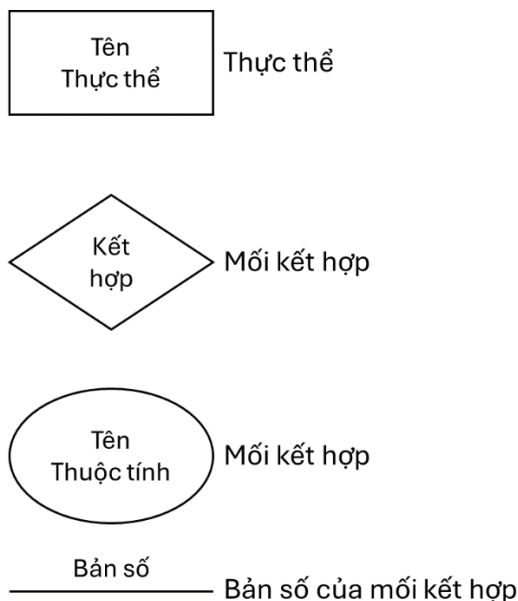 Tên
Thực thể
Thực thể
Kết
hợp
Mối kết hợp
Tên
Thuộc tính
Mối kết hợp
Bản số
Bản số của mối kết hợp